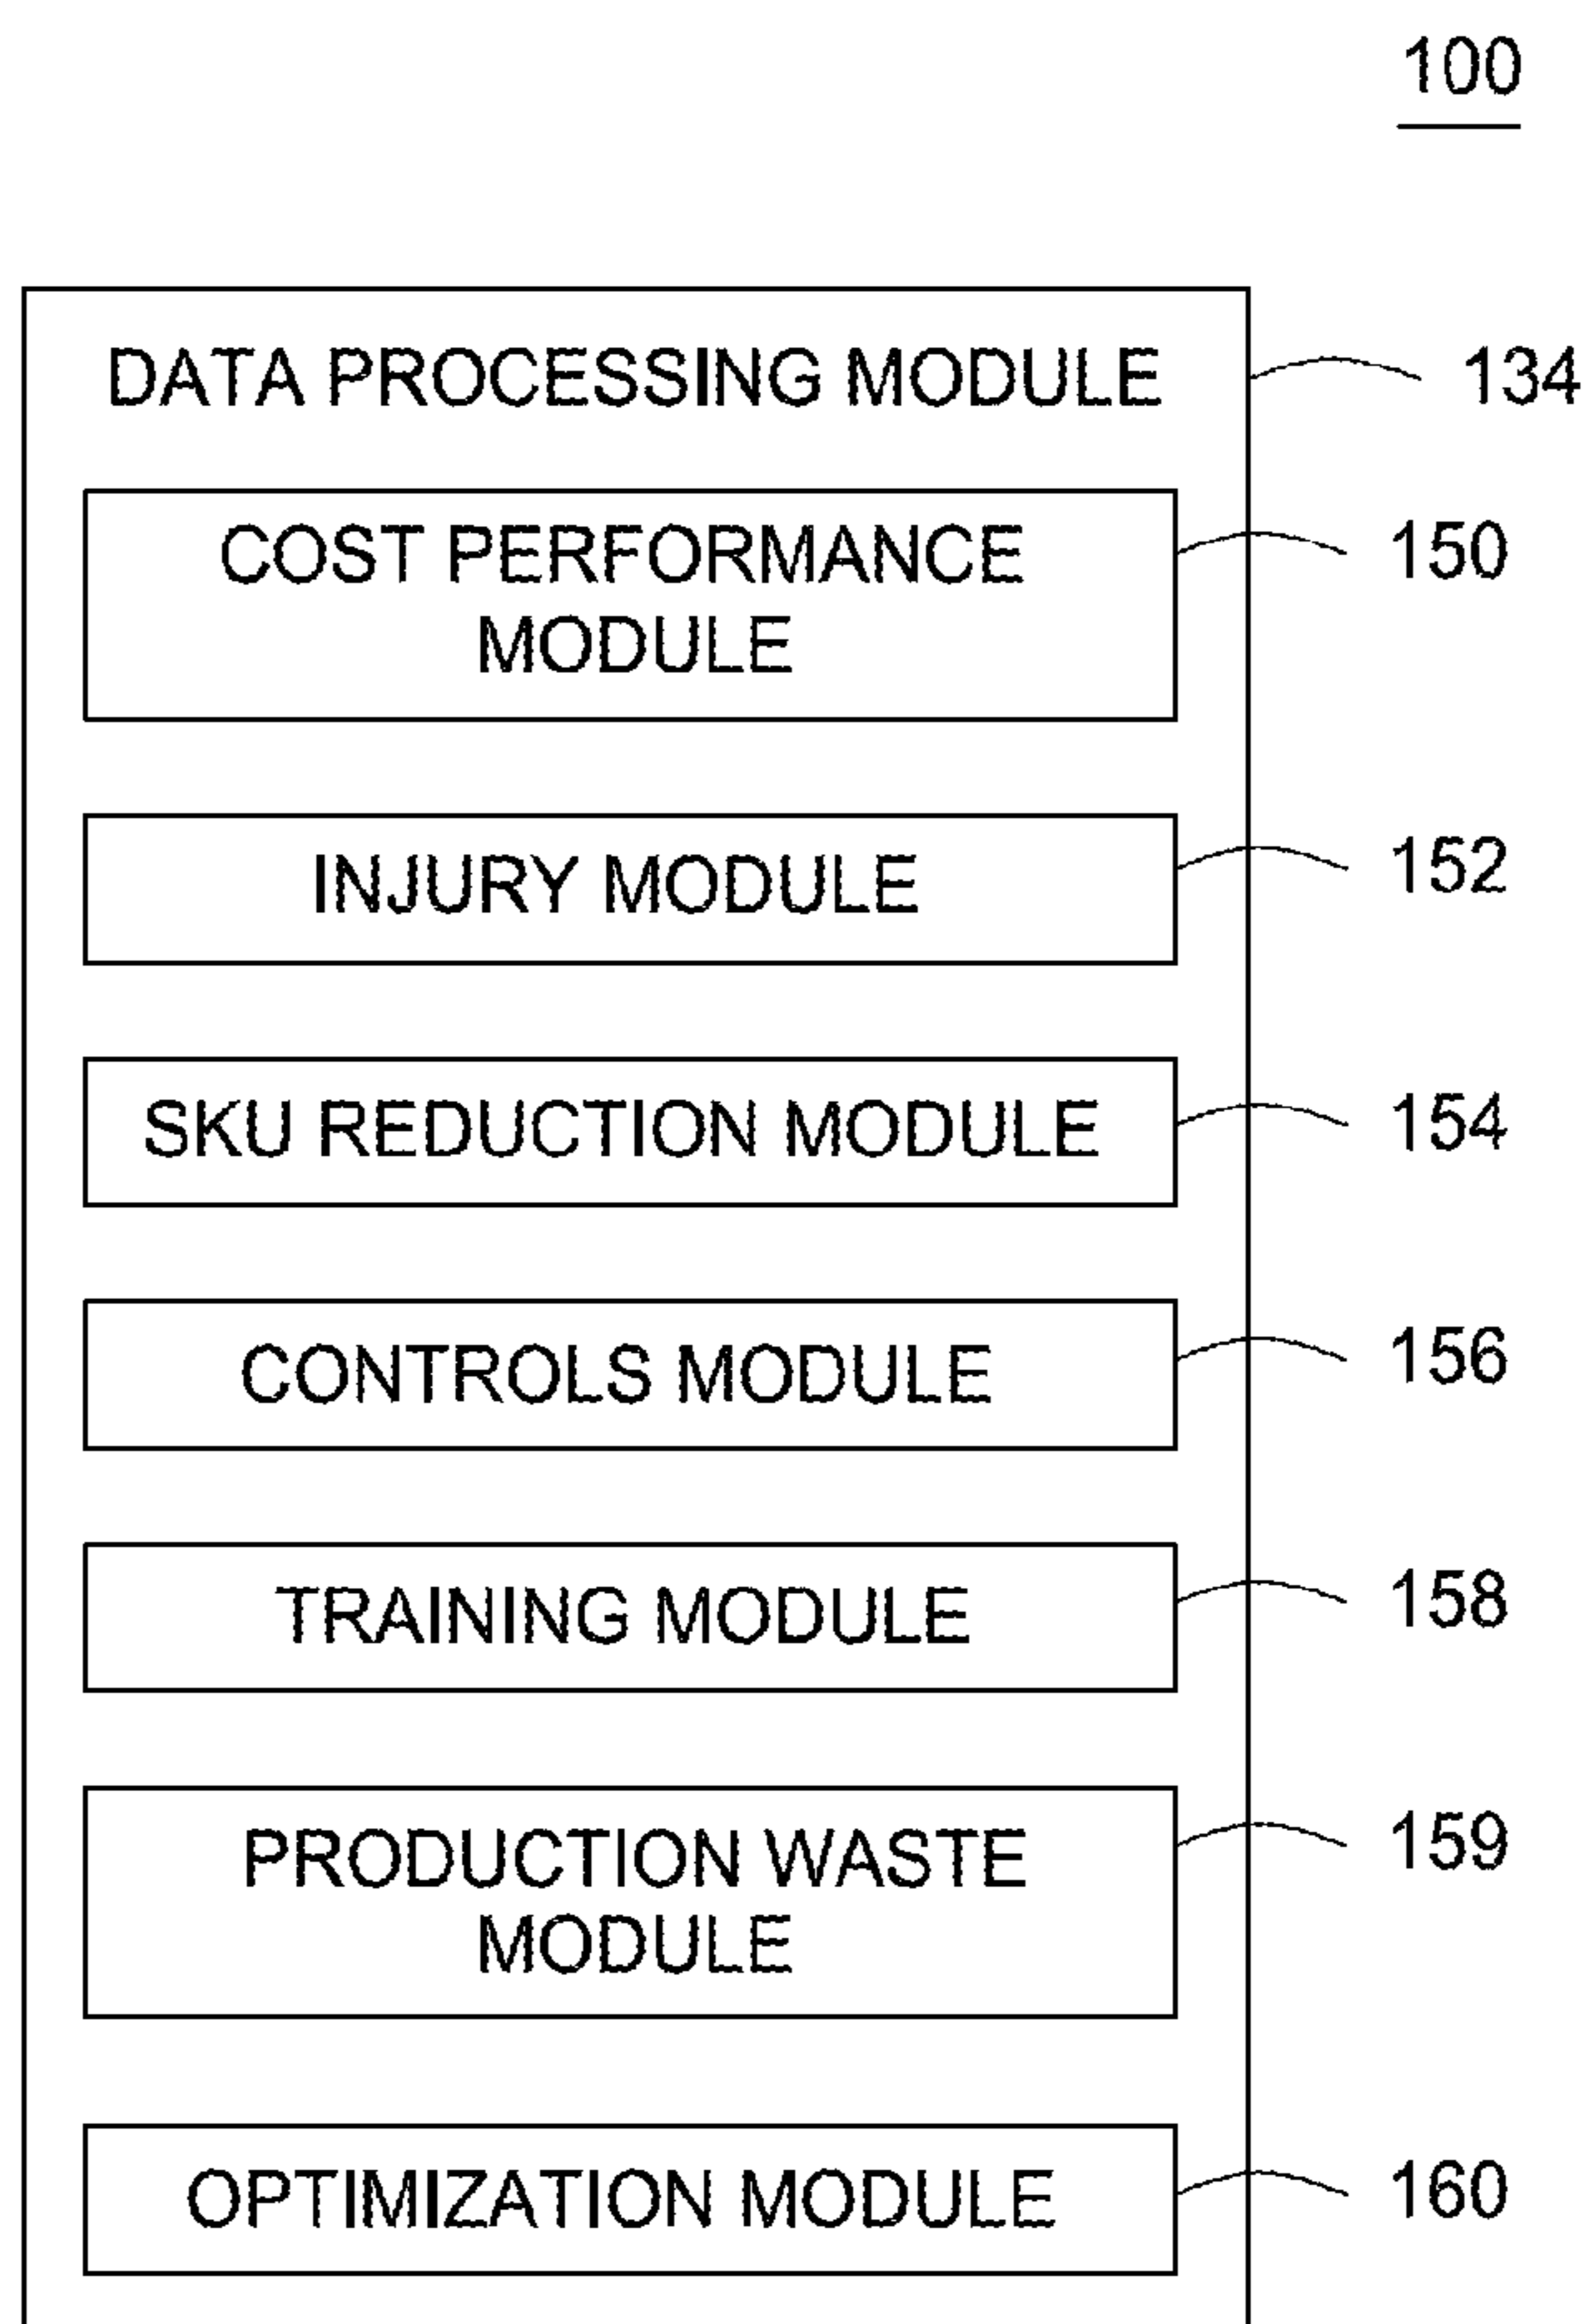 100
DATA PROCESSING MODULE 134
COST PERFORMANCE 150
MODULE
INJURY MODULE 152
SKU REDUCTION MODULE 154
CONTROLS MODULE 156
TRAINING MODULE 158
PRODUCTION WASTE 159
MODULE
OPTIMIZATION MODULE 160